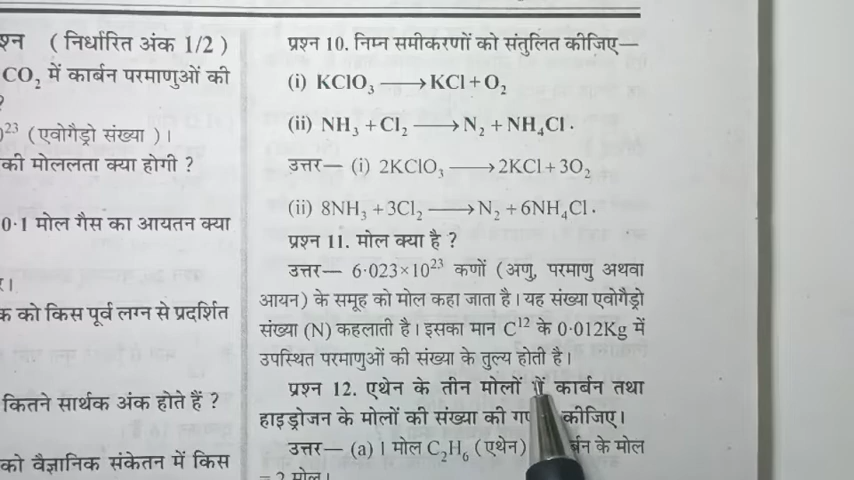 श्न ( निर्धारित अंक 1/2 )
CO₂ में कार्बन परमाणुओं की
?
)²³ (एवोगैड्रो संख्या )।
की मोललता क्या होगी ?
0·1 मोल गैस का आयतन क्या
र।
क को किस पूर्व लग्न से प्रदर्शित
कितने सार्थक अंक होते हैं ?
को वैज्ञानिक संकेतन में किस
प्रश्न 10. निम्न समीकरणों को संतुलित कीजिए—
(i) KClO₃ ⟶ KCl + O₂
(ii) NH₃ + Cl₂ ⟶ N₂ + NH₄Cl .
उत्तर— (i) 2KClO₃ ⟶ 2KCl + 3O₂
(ii) 8NH₃ + 3Cl₂ ⟶ N₂ + 6NH₄Cl .
प्रश्न 11. मोल क्या है ?
उत्तर— 6·023×10²³ कणों (अणु, परमाणु अथवा
आयन) के समूह को मोल कहा जाता है। यह संख्या एवोगैड्रो
संख्या (N) कहलाती है। इसका मान C¹² के 0·012Kg में
उपस्थित परमाणुओं की संख्या के तुल्य होती है।
प्रश्न 12. एथेन के तीन मोलों में कार्बन तथा
हाइड्रोजन के मोलों की संख्या की कीजिए।
उत्तर— (a) 1 मोल C₂H₆ (एथेन) के मोल
= 2 मोल।